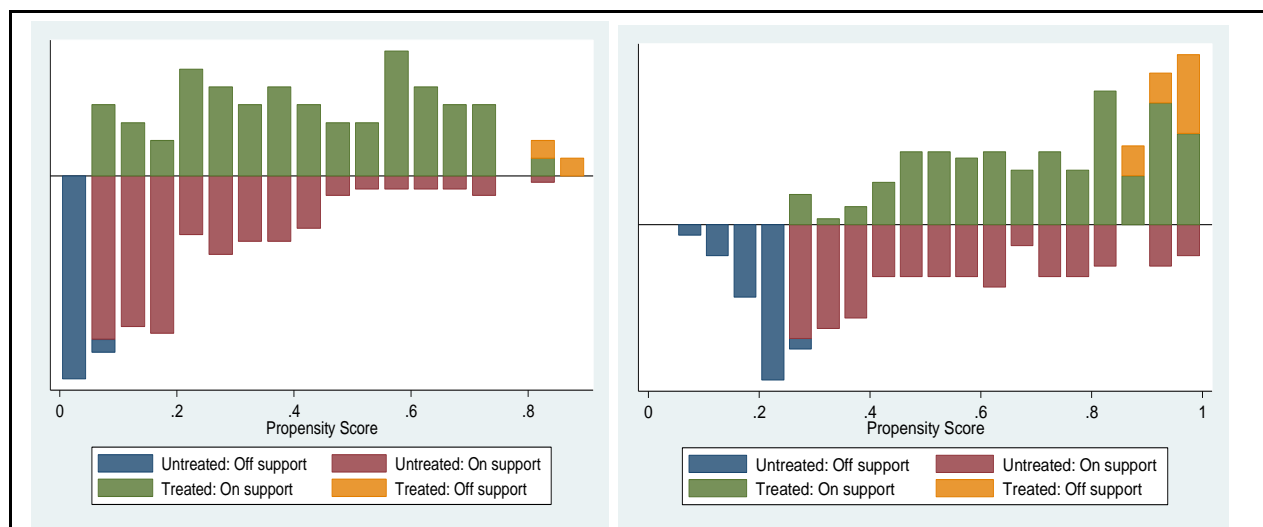 0 .2 .4 .6 .8
Propensity Score
Untreated: Off support Untreated: On support
Treated: On support Treated: Off support
0 .2 .4 .6 .8 1
Propensity Score
Untreated: Off support Untreated: On support
Treated: On support Treated: Off support